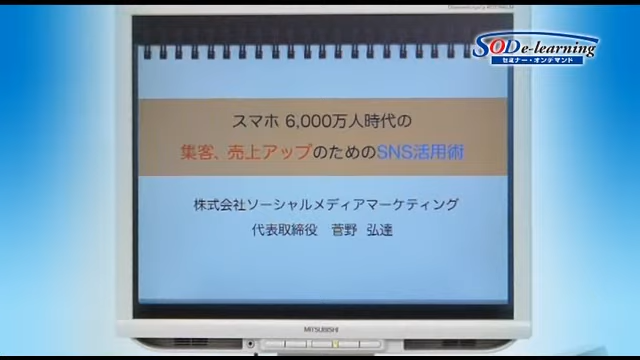 SOD e-learning
セミナー・オンデマンド
スマホ 6,000万人時代の
集客、売上アップのためのSNS活用術
株式会社ソーシャルメディアマーケティング
代表取締役 菅野 弘達
MITSUBISHI